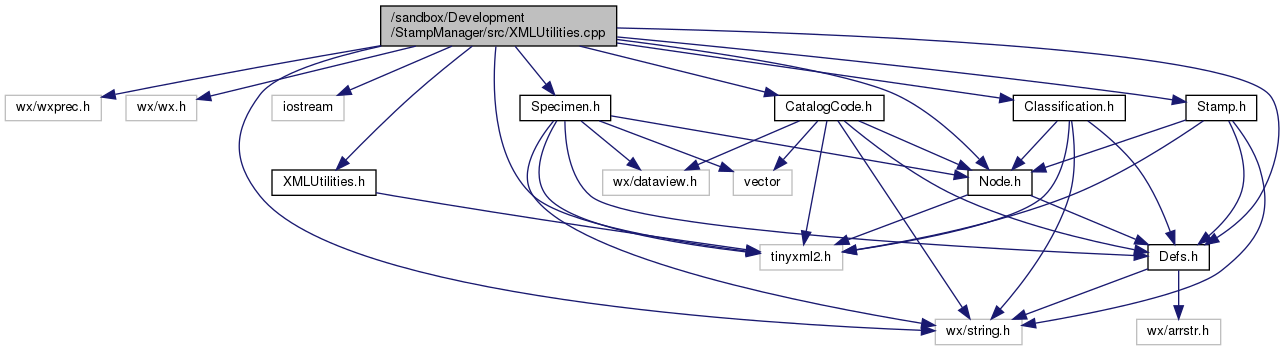 /sandbox/Development
/StampManager/src/XMLUtilities.cpp
wx/wxprec.h
wx/wx.h
iostream
Specimen.h
CatalogCode.h
Classification.h
Stamp.h
XMLUtilities.h
wx/dataview.h
vector
Node.h
tinyxml2.h
Defs.h
wx/string.h
wx/arrstr.h